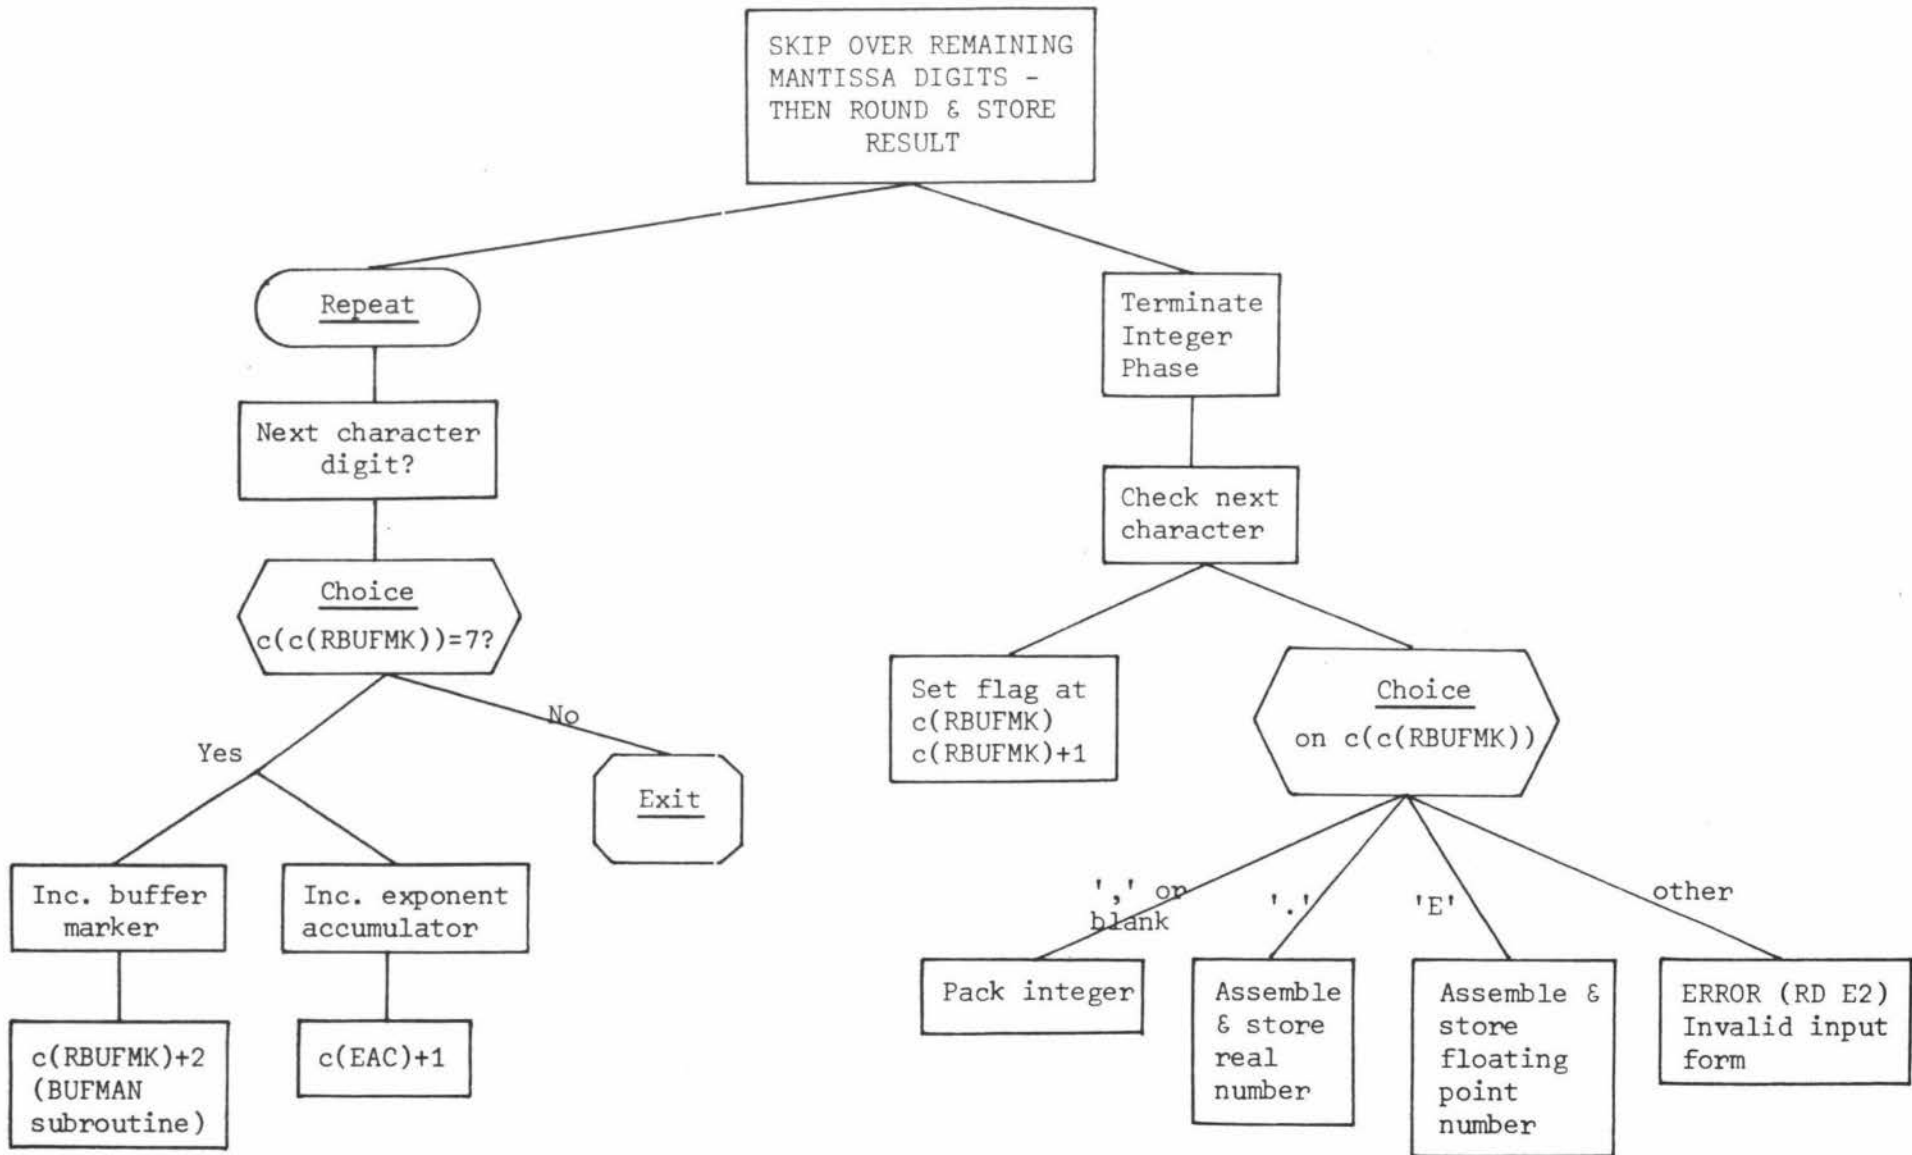 SKIP OVER REMAINING
MANTISSA DIGITS -
THEN ROUND & STORE
RESULT
Repeat
Next character
digit?
Choice
c(c(RBUFMK))=7?
Yes
No
Exit
Inc. buffer
marker
Inc. exponent
accumulator
c(RBUFMK)+2
(BUFMAN
subroutine)
c(EAC)+1
Terminate
Integer
Phase
Check next
character
Set flag at
c(RBUFMK)
c(RBUFMK)+1
Choice
on c(c(RBUFMK))
',' or
blank
'.'
'E'
other
Pack integer
Assemble
& store
real
number
Assemble &
store
floating
point
number
ERROR (RD E2)
Invalid input
form